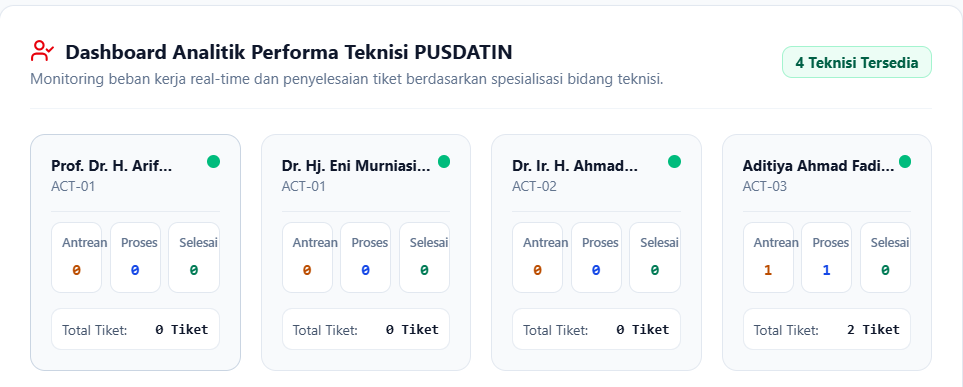 Dashboard Analitik Performa Teknisi PUSDATIN
Monitoring beban kerja real-time dan penyelesaian tiket berdasarkan spesialisasi bidang teknisi.
4 Teknisi Tersedia
Prof. Dr. H. Arif...
ACT-01
Antrean Proses Selesai
0 0 0
Total Tiket: 0 Tiket
Dr. Hj. Eni Murniasi...
ACT-01
Antrean Proses Selesai
0 0 0
Total Tiket: 0 Tiket
Dr. Ir. H. Ahmad...
ACT-02
Antrean Proses Selesai
0 0 0
Total Tiket: 0 Tiket
Aditiya Ahmad Fadi...
ACT-03
Antrean Proses Selesai
1 1 0
Total Tiket: 2 Tiket